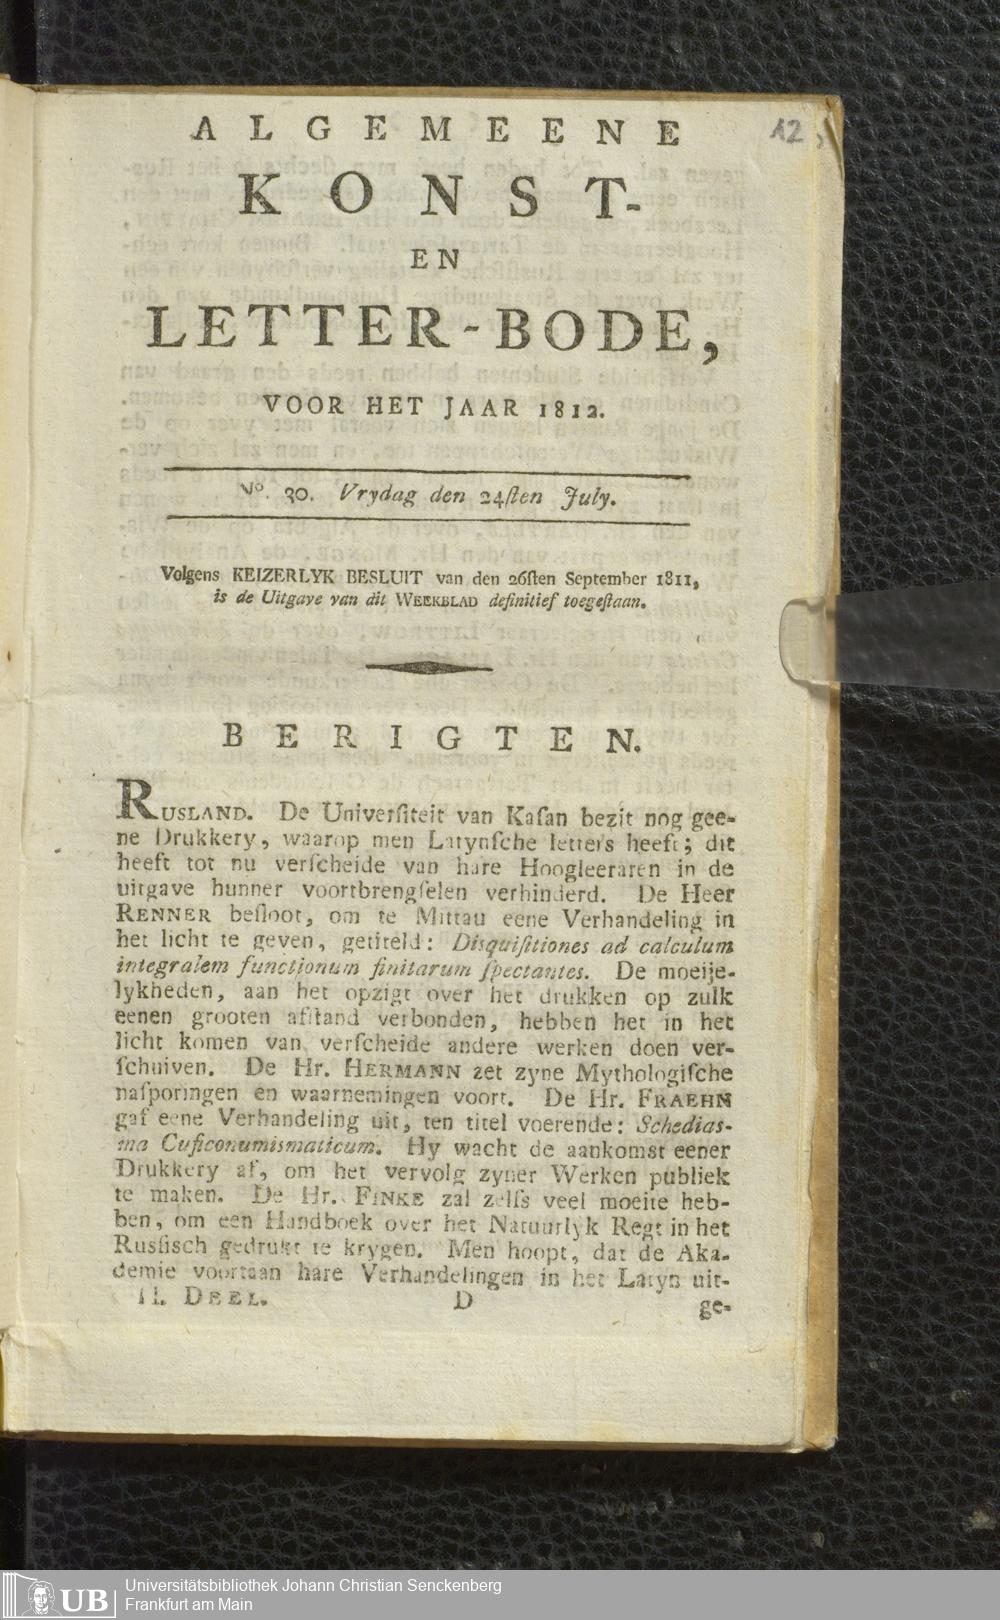 ALGEMEENE
12
KONST-
EN
LETTER-BODE,
VOOR HET JAAR 1812.
No. 30. Vrydag den 24ſten July.
Volgens KEIZERLYK BESLUIT van den 26ſten September 1811,
is de Uitgave van dit WEEKBLAD definitief toegeſtaan.
BERIGTEN.
RUSLAND. De Univerſiteit van Kaſan bezit nog gee-
ne Drukkery, waarop men Latynſche letters heeft; dit
heeft tot nu verſcheide van hare Hoogleeraren in de
uitgave hunner voortbrengſelen verhinderd. De Heer
RENNER beſloot, om te Mittau eene Verhandeling in
het licht te geven, getiteld: Disquiſitiones ad calculum
integralem functionum finitarum ſpectantes. De moeije-
lykheden, aan het opzigt over het drukken op zulk
eenen grooten afſtand verbonden, hebben het in het
licht komen van verſcheide andere werken doen ver-
ſchuiven. De Hr. HERMANN zet zyne Mythologiſche
naſporingen en waarnemingen voort. De Hr. FRAEHN
gaf eene Verhandeling uit, ten titel voerende: Schedias-
ma Cuficonumismaticum. Hy wacht de aankomst eener
Drukkery af, om het vervolg zyner Werken publiek
te maken. De Hr. FINKE zal zelfs veel moeite heb-
ben, om een Handboek over het Natuurlyk Regt in het
Rusſisch gedrukt te krygen. Men hoopt, dat de Aka-
demie voortaan hare Verhandelingen in het Latyn uit-
II. DEEL. D ge-
UB
Universitätsbibliothek Johann Christian Senckenberg
Frankfurt am Main